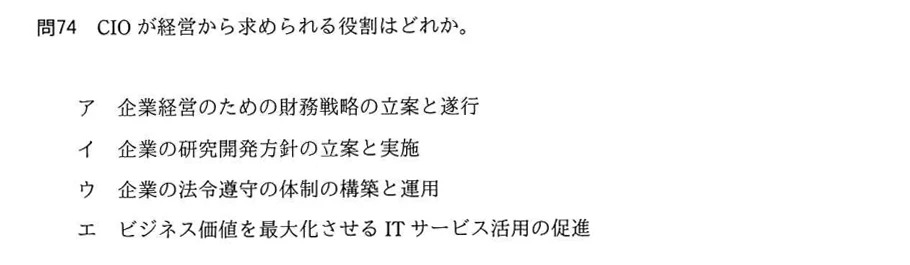 問74 CIO が経営から求められる役割はどれか。
ア 企業経営のための財務戦略の立案と遂行
イ 企業の研究開発方針の立案と実施
ウ 企業の法令遵守の体制の構築と運用
エ ビジネス価値を最大化させる IT サービス活用の促進